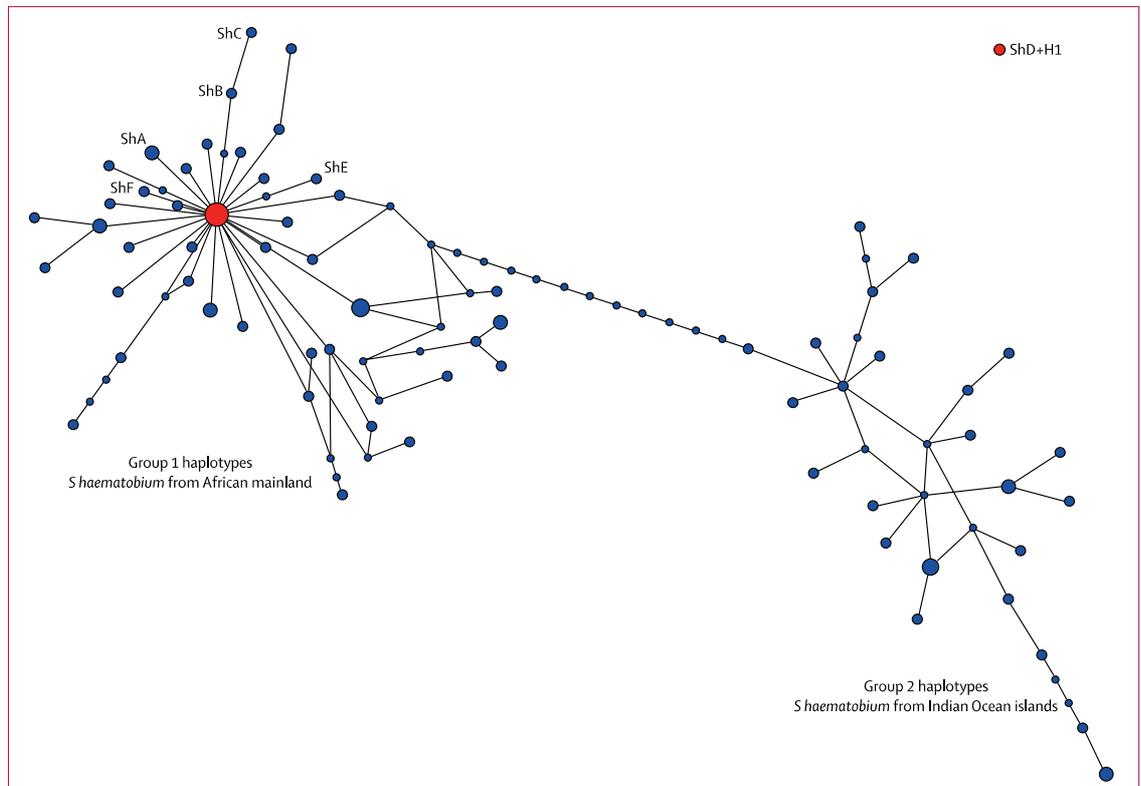 ShC
ShD+H1
ShB
ShA
ShE
ShF
Group 1 haplotypes
S haematobium from African mainland
Group 2 haplotypes
S haematobium from Indian Ocean islands